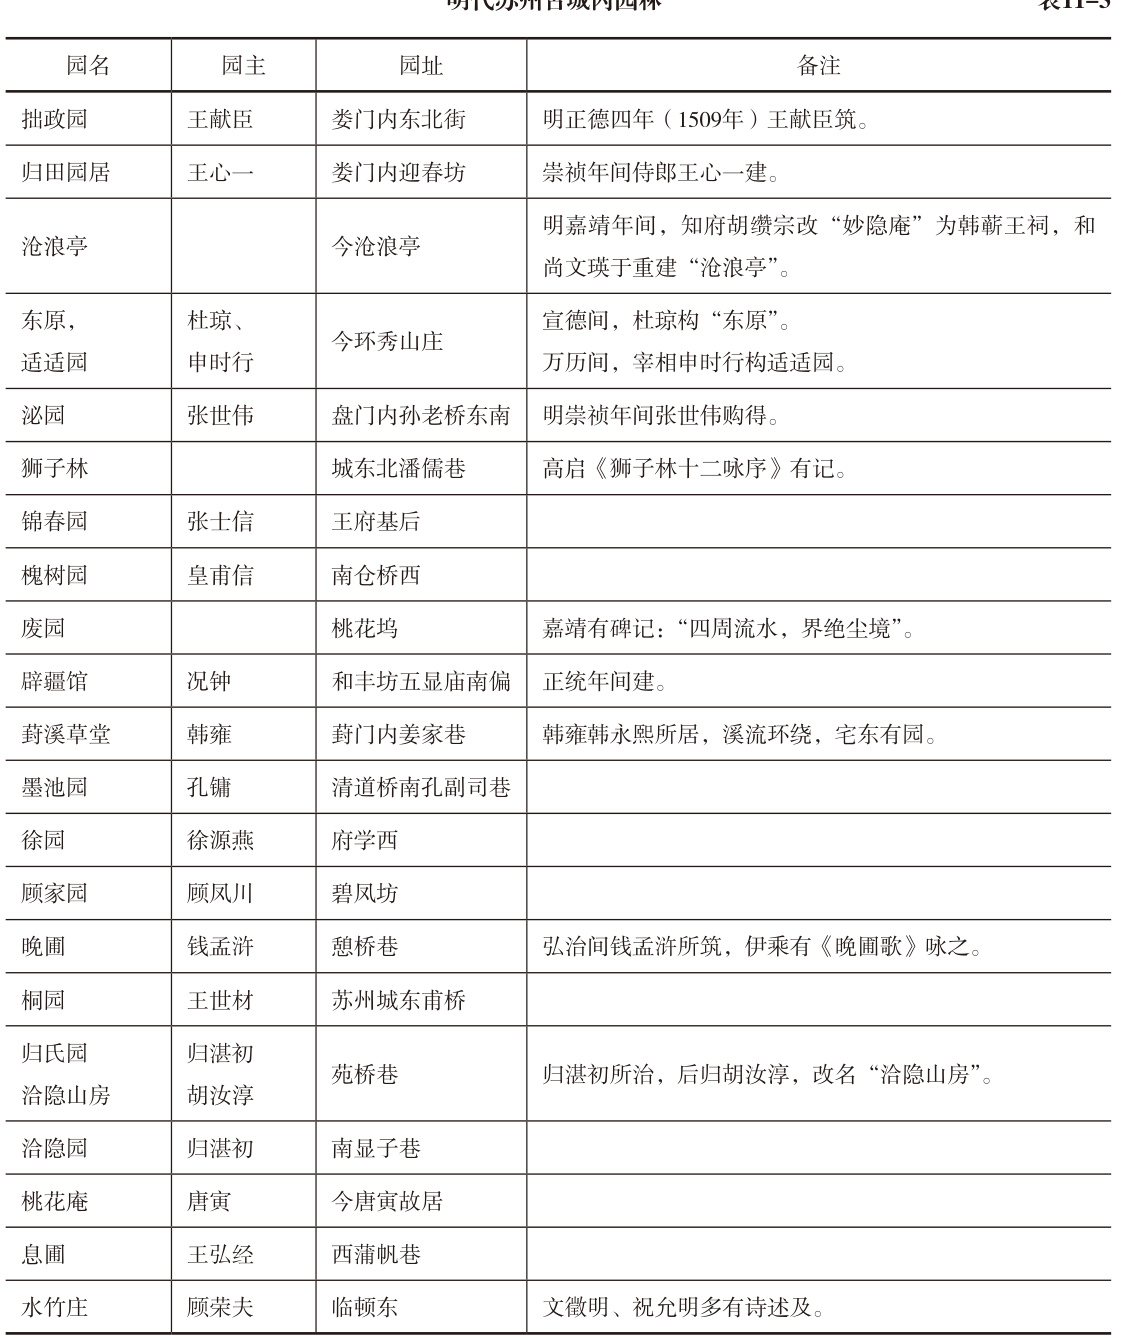 明代苏州古城内园林 表11-3
园名 园主 园址 备注
拙政园 王献臣 娄门内东北街 明正德四年（1509年）王献臣筑。
归田园居 王心一 娄门内迎春坊 崇祯年间侍郎王心一建。
沧浪亭 今沧浪亭 明嘉靖年间，知府胡缵宗改“妙隐庵”为韩蕲王祠，和
尚文瑛于重建“沧浪亭”。
东原， 杜琼、 今环秀山庄 宣德间，杜琼构“东原”。
适适园 申时行 万历间，宰相申时行构适适园。
泌园 张世伟 盘门内孙老桥东南 明崇祯年间张世伟购得。
狮子林 城东北潘儒巷 高启《狮子林十二咏序》有记。
锦春园 张士信 王府基后
槐树园 皇甫信 南仓桥西
废园 桃花坞 嘉靖有碑记：“四周流水，界绝尘境”。
辟疆馆 况钟 和丰坊五显庙南偏 正统年间建。
葑溪草堂 韩雍 葑门内姜家巷 韩雍韩永熙所居，溪流环绕，宅东有园。
墨池园 孔镛 清道桥南孔副司巷
徐园 徐源燕 府学西
顾家园 顾凤川 碧凤坊
晚圃 钱孟浒 憩桥巷 弘治间钱孟浒所筑，伊乘有《晚圃歌》咏之。
桐园 王世材 苏州城东甫桥
归氏园 归湛初 苑桥巷 归湛初所治，后归胡汝淳，改名“洽隐山房”。
洽隐山房 胡汝淳
洽隐园 归湛初 南显子巷
桃花庵 唐寅 今唐寅故居
息圃 王弘经 西蒲帆巷
水竹庄 顾荣夫 临顿东 文徵明、祝允明多有诗述及。